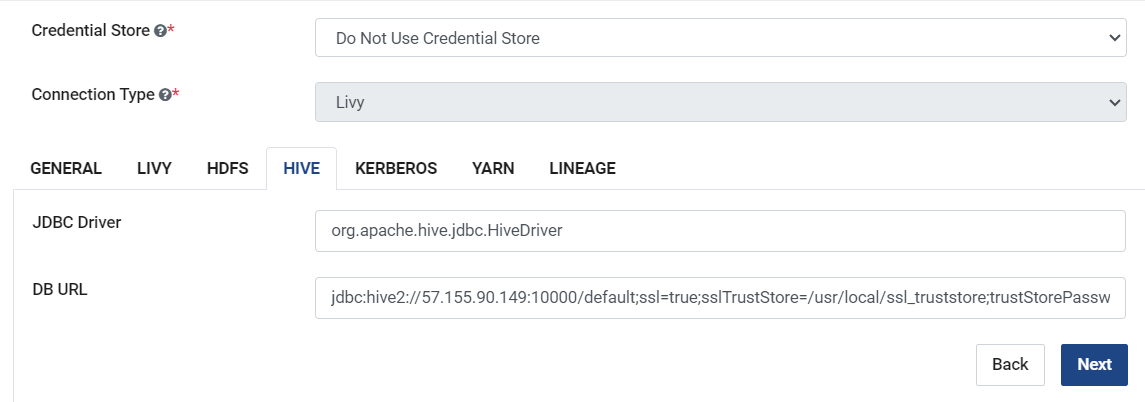 Credential Store ?*
Do Not Use Credential Store
Connection Type ?*
Livy
GENERAL LIVY HDFS HIVE KERBEROS YARN LINEAGE
JDBC Driver
org.apache.hive.jdbc.HiveDriver
DB URL
jdbc:hive2://57.155.90.149:10000/default;ssl=true;sslTrustStore=/usr/local/ssl_truststore;trustStorePassw
Back Next